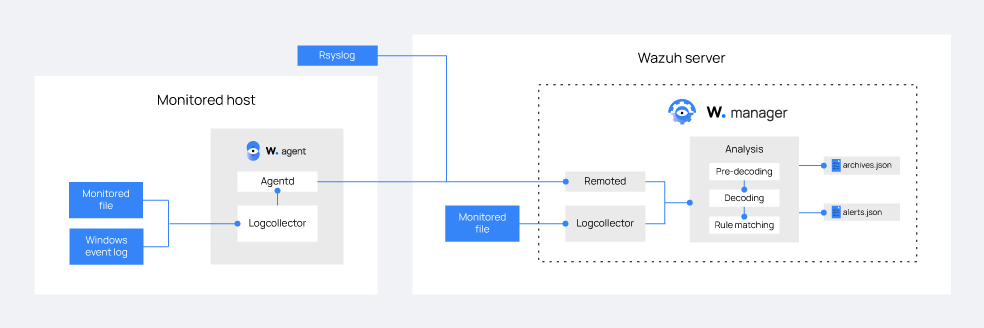 Rsyslog
Wazuh server
Monitored host
W. manager
W. agent
Analysis
Agentd
Remoted
Pre-decoding
archives.json
Monitored
file
Decoding
Logcollector
Monitored
file
Logcollector
alerts.json
Rule matching
Windows
event log